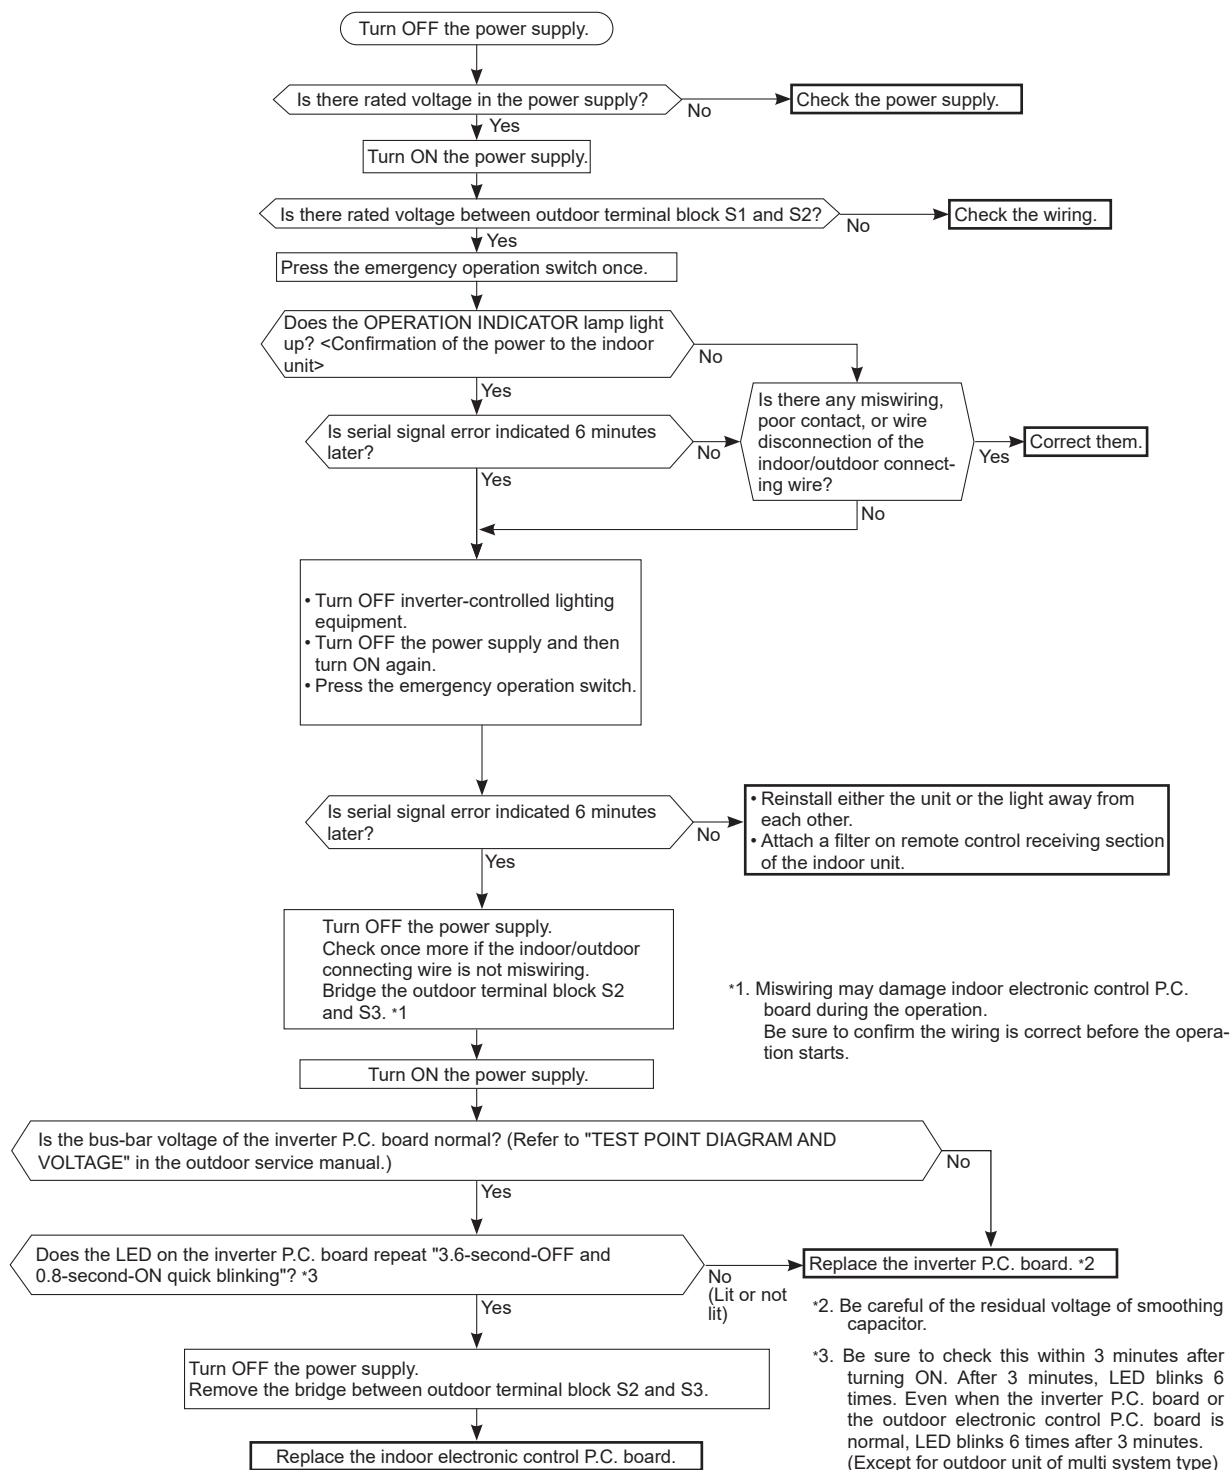 Turn OFF the power supply.
Is there rated voltage in the power supply?
No
Check the power supply.
Yes
Turn ON the power supply.
Is there rated voltage between outdoor terminal block S1 and S2?
No
Check the wiring.
Yes
Press the emergency operation switch once.
Does the OPERATION INDICATOR lamp light
up? <Confirmation of the power to the indoor
unit>
No
Yes
Is there any miswiring,
poor contact, or wire
disconnection of the
indoor/outdoor connect-
ing wire?
Yes
Correct them.
Is serial signal error indicated 6 minutes
later?
No
Yes
No
• Turn OFF inverter-controlled lighting
equipment.
• Turn OFF the power supply and then
turn ON again.
• Press the emergency operation switch.
Is serial signal error indicated 6 minutes
later?
No
• Reinstall either the unit or the light away from
each other.
• Attach a filter on remote control receiving section
of the indoor unit.
Yes
Turn OFF the power supply.
Check once more if the indoor/outdoor
connecting wire is not miswiring.
Bridge the outdoor terminal block S2
and S3. *1
*1. Miswiring may damage indoor electronic control P.C.
board during the operation.
Be sure to confirm the wiring is correct before the opera-
tion starts.
Turn ON the power supply.
Is the bus-bar voltage of the inverter P.C. board normal? (Refer to "TEST POINT DIAGRAM AND
VOLTAGE" in the outdoor service manual.)
No
Yes
Does the LED on the inverter P.C. board repeat "3.6-second-OFF and
0.8-second-ON quick blinking"? *3
No
(Lit or not
lit)
Replace the inverter P.C. board. *2
Yes
*2. Be careful of the residual voltage of smoothing
capacitor.
*3. Be sure to check this within 3 minutes after
turning ON. After 3 minutes, LED blinks 6
times. Even when the inverter P.C. board or
the outdoor electronic control P.C. board is
normal, LED blinks 6 times after 3 minutes.
(Except for outdoor unit of multi system type)
Turn OFF the power supply.
Remove the bridge between outdoor terminal block S2 and S3.
Replace the indoor electronic control P.C. board.